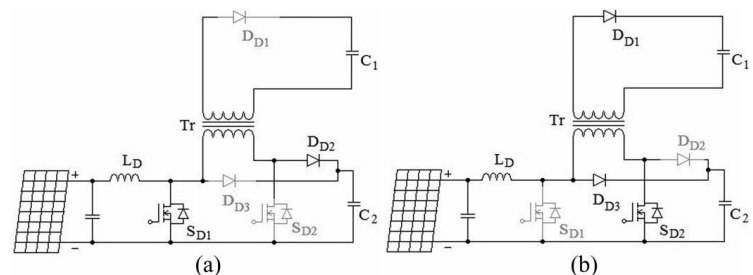 D_D1
C_1
Tr
D_D2
L_D
+
D_D3
C_2
S_D1
S_D2
−
(a)
D_D1
C_1
Tr
D_D2
L_D
+
D_D3
C_2
S_D1
S_D2
−
(b)